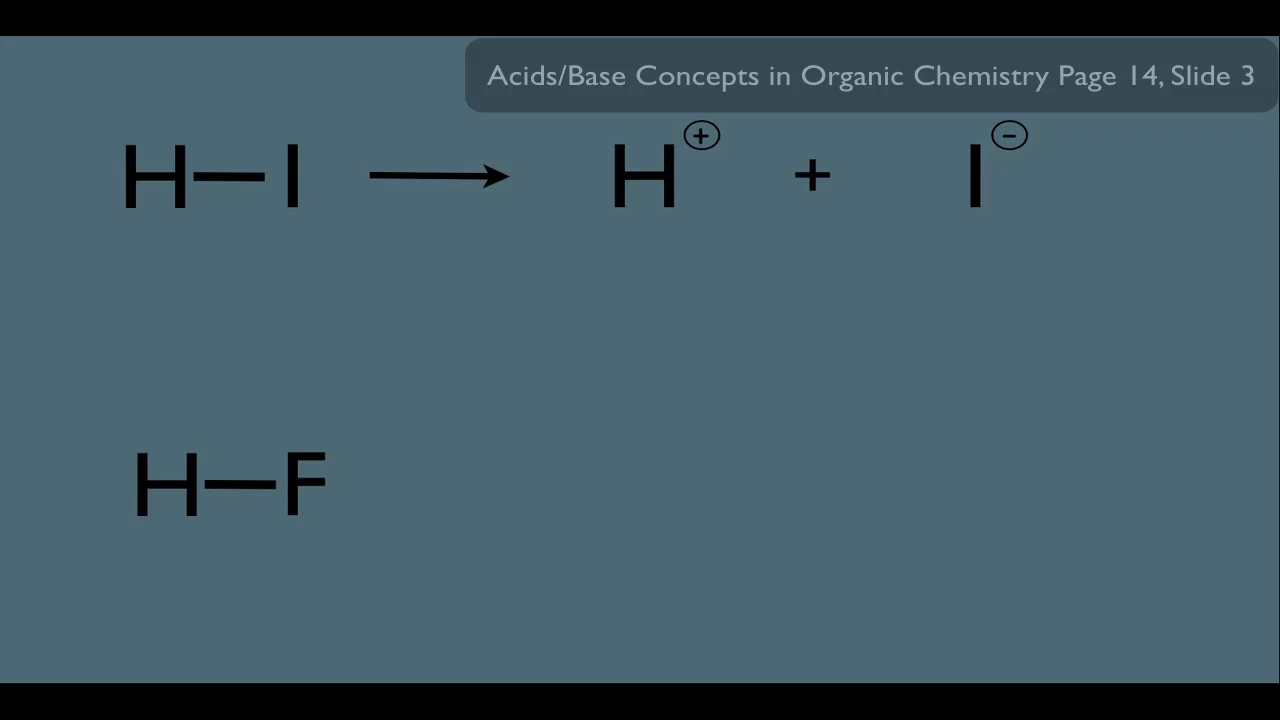 Acids/Base Concepts in Organic Chemistry Page 14, Slide 3
H—I → H⊕ + I⊖
H—F